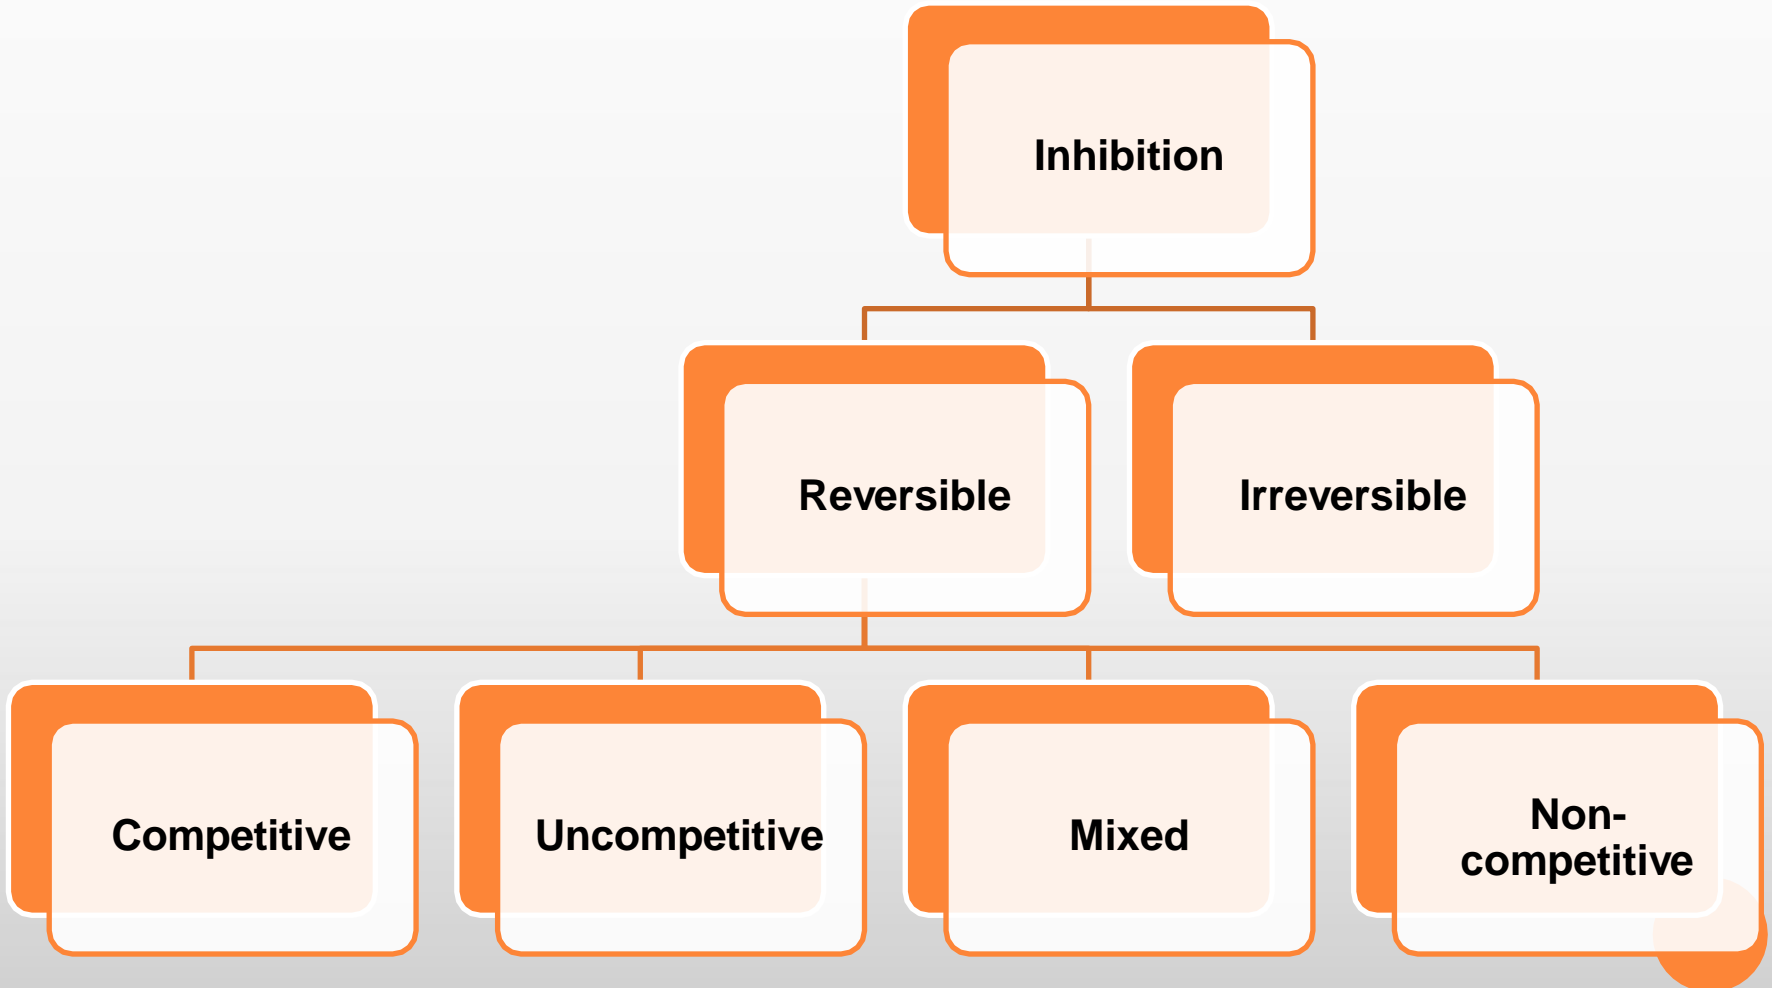 Inhibition
Reversible
Irreversible
Competitive
Uncompetitive
Mixed
Non-
competitive